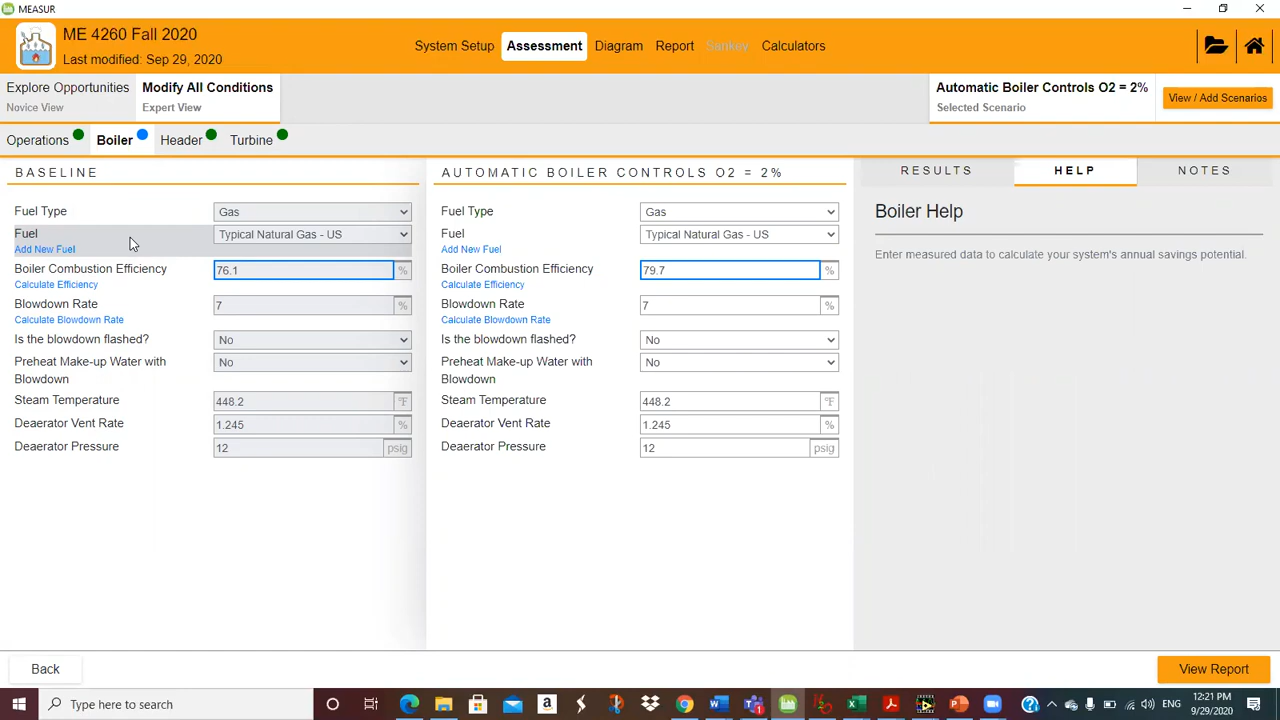 MEASUR
ME 4260 Fall 2020
Last modified: Sep 29, 2020
System Setup Assessment Diagram Report Sankey Calculators
Explore Opportunities
Novice View
Modify All Conditions
Expert View
Automatic Boiler Controls O2 = 2%
Selected Scenario
View / Add Scenarios
Operations Boiler Header Turbine
BASELINE
Fuel Type Gas
Fuel Typical Natural Gas - US
Add New Fuel
Boiler Combustion Efficiency 76.1 %
Calculate Efficiency
Blowdown Rate 7 %
Calculate Blowdown Rate
Is the blowdown flashed? No
Preheat Make-up Water with No
Blowdown
Steam Temperature 448.2 °F
Deaerator Vent Rate 1.245 %
Deaerator Pressure 12 psig
AUTOMATIC BOILER CONTROLS O2 = 2%
Fuel Type Gas
Fuel Typical Natural Gas - US
Add New Fuel
Boiler Combustion Efficiency 79.7 %
Calculate Efficiency
Blowdown Rate 7 %
Calculate Blowdown Rate
Is the blowdown flashed? No
Preheat Make-up Water with No
Blowdown
Steam Temperature 448.2 °F
Deaerator Vent Rate 1.245 %
Deaerator Pressure 12 psig
RESULTS HELP NOTES
Boiler Help
Enter measured data to calculate your system's annual savings potential.
Back
View Report
Type here to search
12:21 PM
9/29/2020